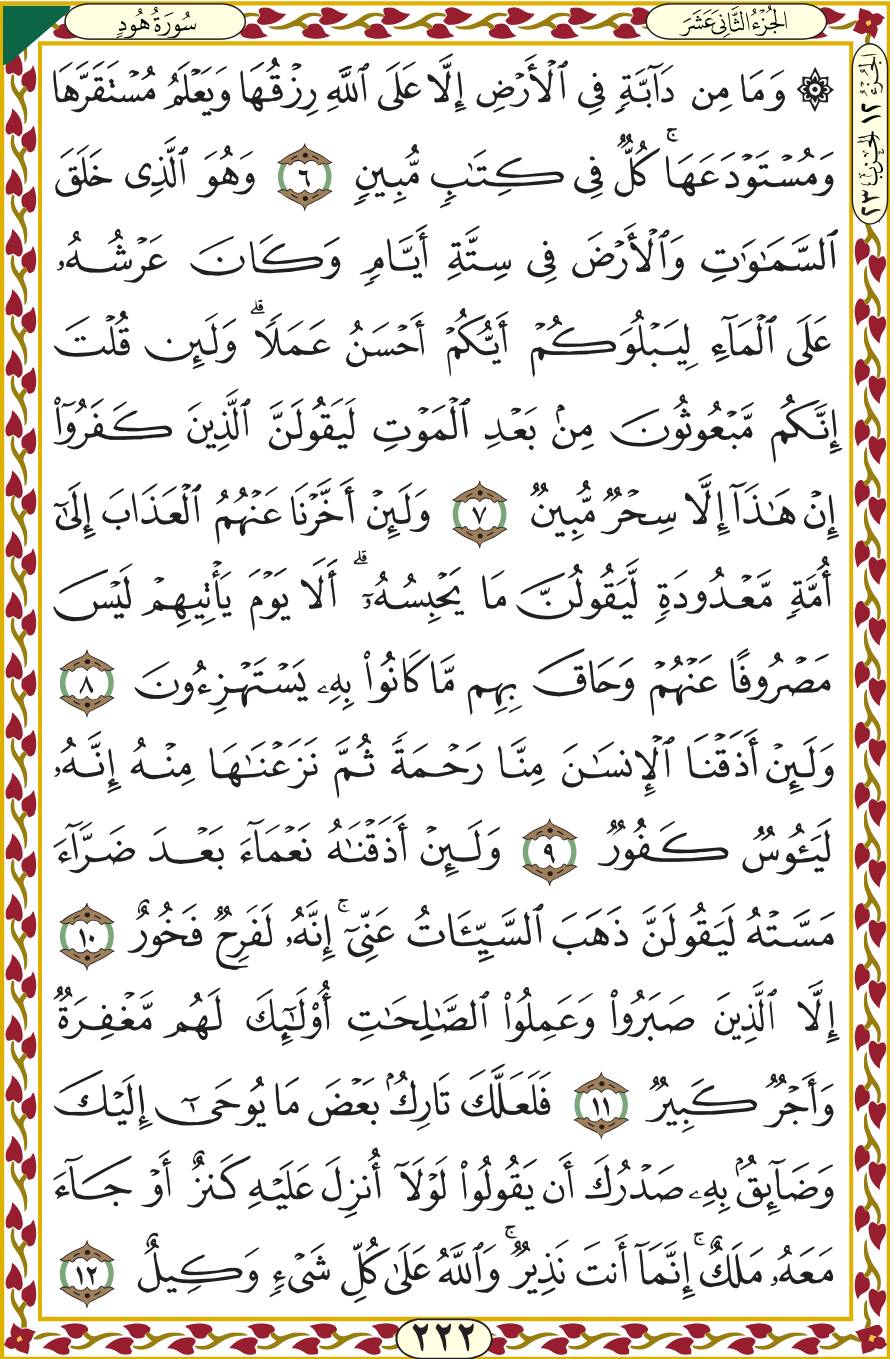 الجُزْءُ الثَّانِي عَشَرَ
سُورَةُ هُودٍ
الجُزْءُ ١٢ الحِزْبُ ٢٣
۞ وَمَا مِن دَآبَّةٖ فِي ٱلۡأَرۡضِ إِلَّا عَلَى ٱللَّهِ رِزۡقُهَا وَيَعۡلَمُ مُسۡتَقَرَّهَا
وَمُسۡتَوۡدَعَهَاۚ كُلّٞ فِي كِتَٰبٖ مُّبِينٖ ٦ وَهُوَ ٱلَّذِي خَلَقَ
ٱلسَّمَٰوَٰتِ وَٱلۡأَرۡضَ فِي سِتَّةِ أَيَّامٖ وَكَانَ عَرۡشُهُۥ
عَلَى ٱلۡمَآءِ لِيَبۡلُوَكُمۡ أَيُّكُمۡ أَحۡسَنُ عَمَلٗاۗ وَلَئِن قُلۡتَ
إِنَّكُم مَّبۡعُوثُونَ مِنۢ بَعۡدِ ٱلۡمَوۡتِ لَيَقُولَنَّ ٱلَّذِينَ كَفَرُوٓاْ
إِنۡ هَٰذَآ إِلَّا سِحۡرٞ مُّبِينٞ ٧ وَلَئِنۡ أَخَّرۡنَا عَنۡهُمُ ٱلۡعَذَابَ إِلَىٰٓ
أُمَّةٖ مَّعۡدُودَةٖ لَّيَقُولُنَّ مَا يَحۡبِسُهُۥٓۗ أَلَا يَوۡمَ يَأۡتِيهِمۡ لَيۡسَ
مَصۡرُوفًا عَنۡهُمۡ وَحَاقَ بِهِم مَّا كَانُواْ بِهِۦ يَسۡتَهۡزِءُونَ ٨
وَلَئِنۡ أَذَقۡنَا ٱلۡإِنسَٰنَ مِنَّا رَحۡمَةٗ ثُمَّ نَزَعۡنَٰهَا مِنۡهُ إِنَّهُۥ
لَيَـُٔوسٞ كَفُورٞ ٩ وَلَئِنۡ أَذَقۡنَٰهُ نَعۡمَآءَ بَعۡدَ ضَرَّآءَ
مَسَّتۡهُ لَيَقُولَنَّ ذَهَبَ ٱلسَّيِّـَٔاتُ عَنِّيٓۚ إِنَّهُۥ لَفَرِحٞ فَخُورٌ ١٠
إِلَّا ٱلَّذِينَ صَبَرُواْ وَعَمِلُواْ ٱلصَّٰلِحَٰتِ أُوْلَٰٓئِكَ لَهُم مَّغۡفِرَةٞ
وَأَجۡرٞ كَبِيرٞ ١١ فَلَعَلَّكَ تَارِكُۢ بَعۡضَ مَا يُوحَىٰٓ إِلَيۡكَ
وَضَآئِقُۢ بِهِۦ صَدۡرُكَ أَن يَقُولُواْ لَوۡلَآ أُنزِلَ عَلَيۡهِ كَنزٌ أَوۡ جَآءَ
مَعَهُۥ مَلَكٌۚ إِنَّمَآ أَنتَ نَذِيرٞۚ وَٱللَّهُ عَلَىٰ كُلِّ شَيۡءٖ وَكِيلٌ ١٢
٢٢٢